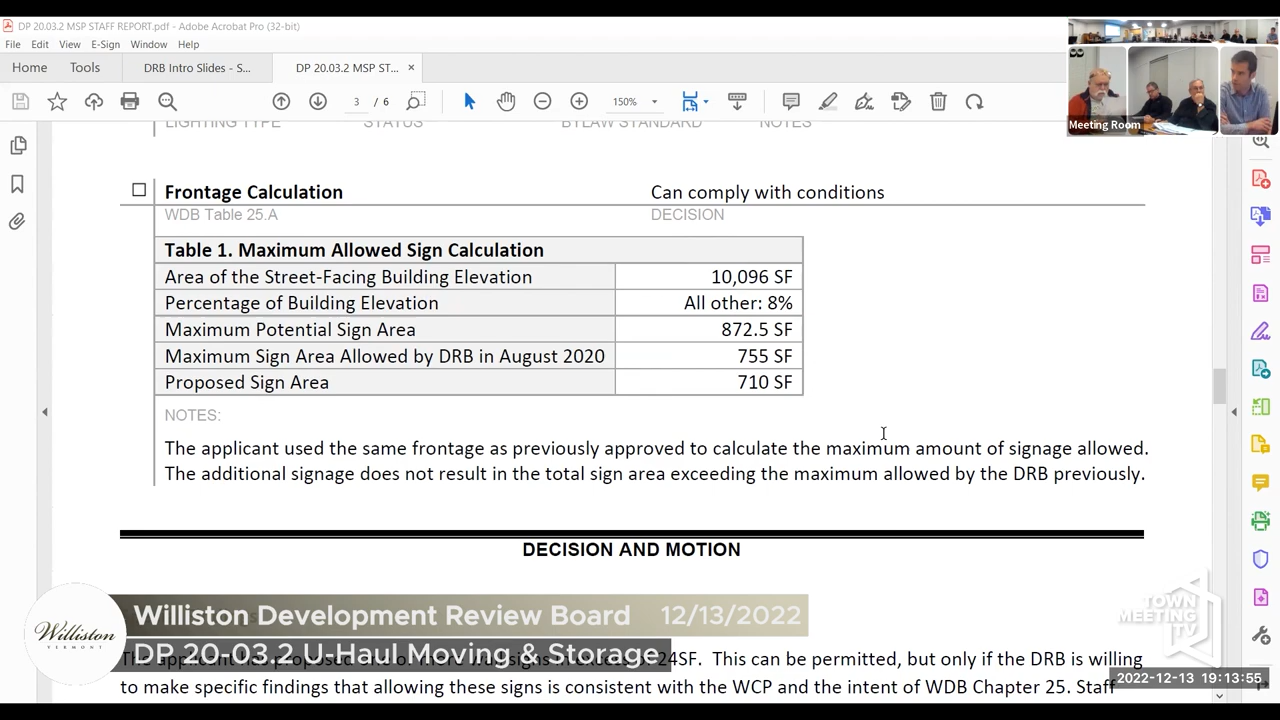 DP 20.03.2 MSP STAFF REPORT.pdf - Adobe Acrobat Pro (32-bit)
File Edit View E-Sign Window Help
Home Tools DRB Intro Slides - S... DP 20.03.2 MSP ST... ×
3 / 6 150%
Meeting Room
LIGHTING TYPE STATUS BYLAW STANDARD NOTES
Frontage Calculation Can comply with conditions
WDB Table 25.A DECISION
Table 1. Maximum Allowed Sign Calculation
Area of the Street-Facing Building Elevation 10,096 SF
Percentage of Building Elevation All other: 8%
Maximum Potential Sign Area 872.5 SF
Maximum Sign Area Allowed by DRB in August 2020 755 SF
Proposed Sign Area 710 SF
NOTES:
The applicant used the same frontage as previously approved to calculate the maximum amount of signage allowed.
The additional signage does not result in the total sign area exceeding the maximum allowed by the DRB previously.
DECISION AND MOTION
Williston Development Review Board 12/13/2022
Williston
VERMONT
TOWN
MEETING
TV
DP 20-03.2 U-Haul Moving & Storage
The applicant has proposed 24SF. This can be permitted, but only if the DRB is willing
to make specific findings that allowing these signs is consistent with the WCP and the intent of WDB Chapter 25. Staff
2022-12-13 19:13:55